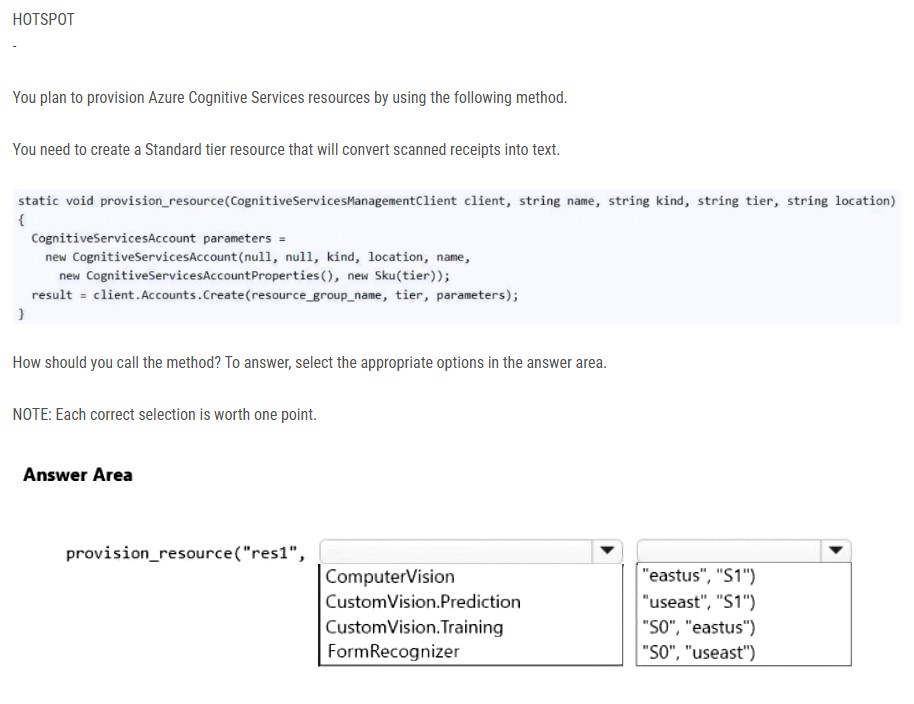 HOTSPOT
-
You plan to provision Azure Cognitive Services resources by using the following method.
You need to create a Standard tier resource that will convert scanned receipts into text.
static void provision_resource(CognitiveServicesManagementClient client, string name, string kind, string tier, string location)
{
CognitiveServicesAccount parameters =
new CognitiveServicesAccount(null, null, kind, location, name,
new CognitiveServicesAccountProperties(), new Sku(tier));
result = client.Accounts.Create(resource_group_name, tier, parameters);
}
How should you call the method? To answer, select the appropriate options in the answer area.
NOTE: Each correct selection is worth one point.
Answer Area
provision_resource("res1",
ComputerVision
CustomVision.Prediction
CustomVision.Training
FormRecognizer
"eastus", "S1")
"useast", "S1")
"S0", "eastus")
"S0", "useast")